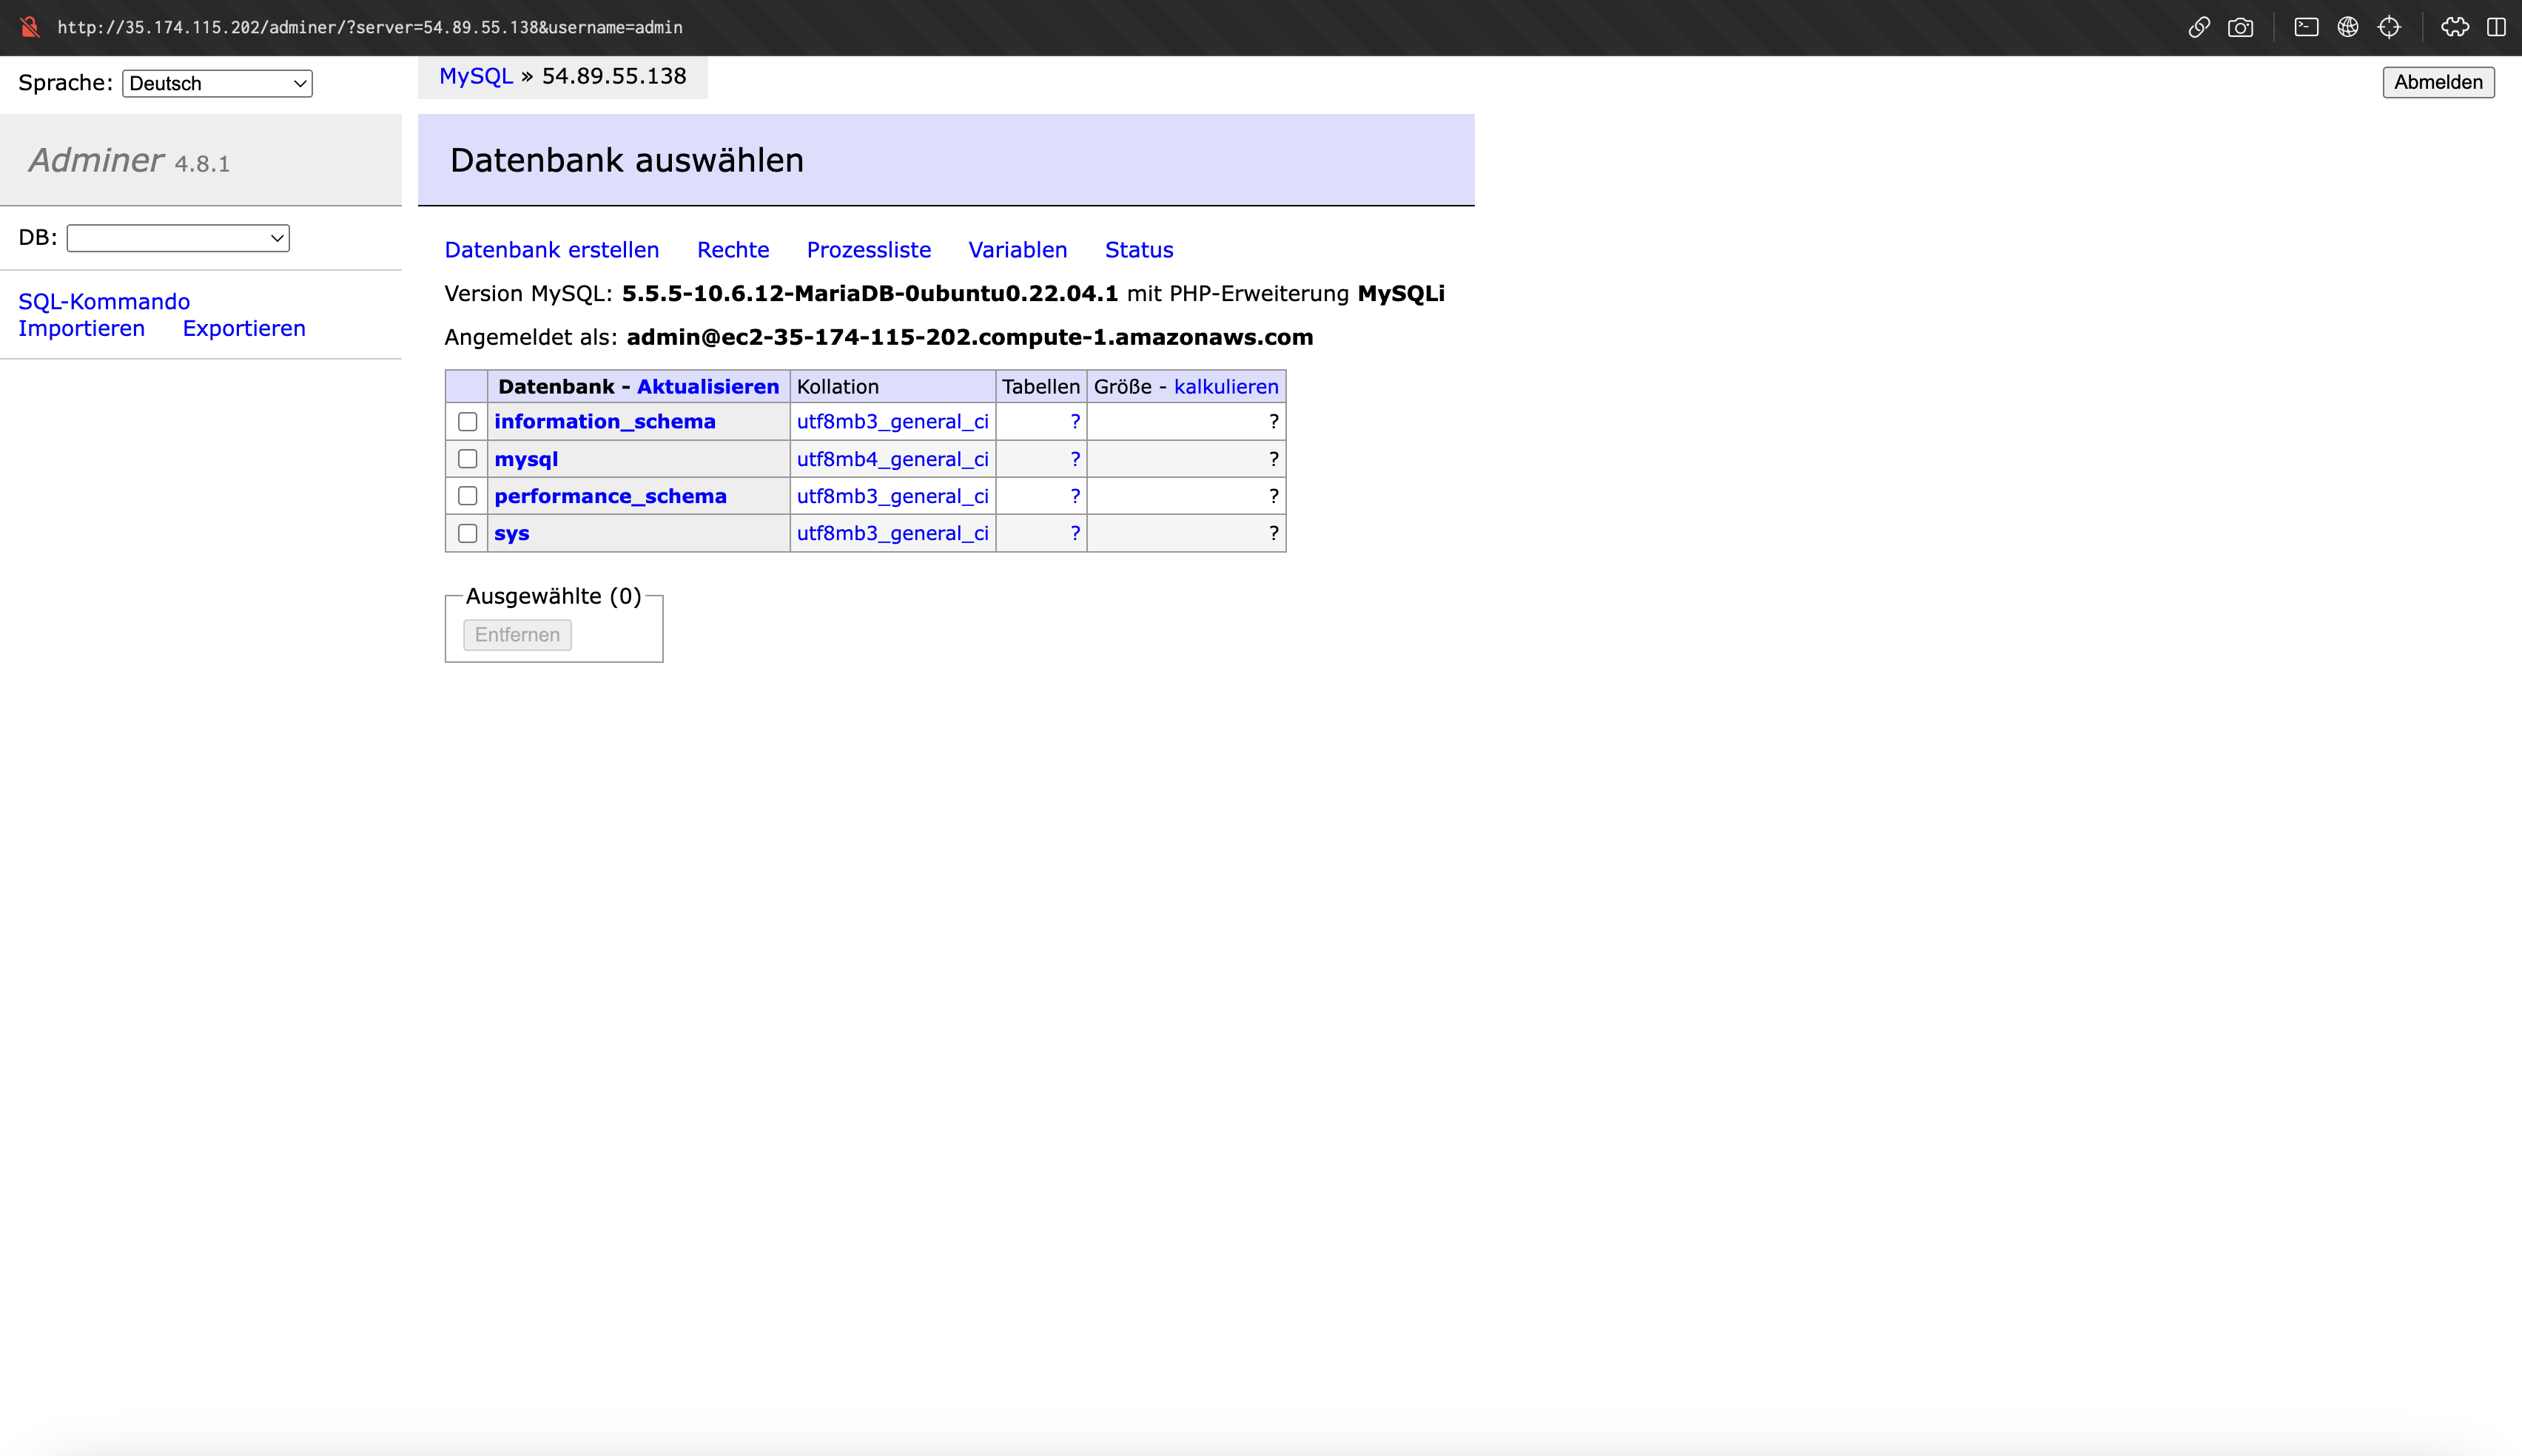 http://35.174.115.202/adminer/?server=54.89.55.138&username=admin
Sprache: Deutsch
MySQL » 54.89.55.138
Abmelden
Adminer 4.8.1
Datenbank auswählen
DB:
SQL-Kommando
Importieren Exportieren
Datenbank erstellen Rechte Prozessliste Variablen Status
Version MySQL: 5.5.5-10.6.12-MariaDB-0ubuntu0.22.04.1 mit PHP-Erweiterung MySQLi
Angemeldet als: admin@ec2-35-174-115-202.compute-1.amazonaws.com
Datenbank - Aktualisieren Kollation Tabellen Größe - kalkulieren
information_schema utf8mb3_general_ci ? ?
mysql utf8mb4_general_ci ? ?
performance_schema utf8mb3_general_ci ? ?
sys utf8mb3_general_ci ? ?
Ausgewählte (0)
Entfernen